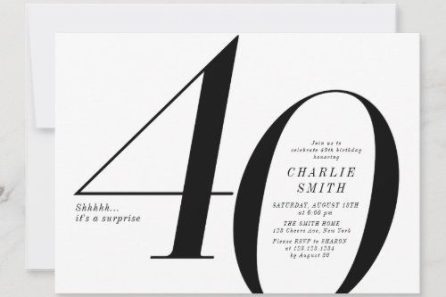 40
Shhhhh...
it's a surprise
Join us to
celebrate 40th birthday
honoring
CHARLIE
SMITH
SATURDAY, AUGUST 18TH
at 6:00 pm
THE SMITH HOME
123 Cheers Ave, New York
Please RSVP to SHARON
at 123.123.1234
by August 20